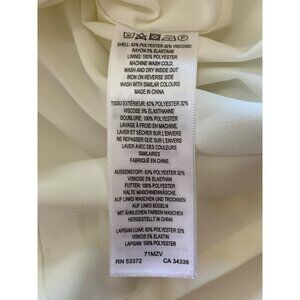 SHELL: 63% POLYESTER 32% VISCOSE/
RAYON 5% ELASTANE
LINING: 100% POLYESTER
MACHINE WASH COLD.
WASH AND DRY INSIDE OUT
IRON ON REVERSE SIDE
WASH WITH SIMILAR COLOURS
MADE IN CHINA
TISSU EXTÉRIEUR: 63% POLYESTER 32%
VISCOSE 5% ÉLASTHANNE
DOUBLURE: 100% POLYESTER
LAVAGE À FROID EN MACHINE.
LAVER ET SÉCHER SUR L'ENVERS
NE REPASSER QUE SUR L'ENVERS
LAVER AVEC DES COULEURS
SIMILAIRES
FABRIQUÉ EN CHINE
AUSSENSTOFF: 63% POLYESTER 32%
VISKOSE 5% ELASTHAN
FUTTER: 100% POLYESTER
KALTE MASCHINENWÄSCHE.
AUF LINKS WASCHEN UND TROCKNEN
AUF LINKS BÜGELN
MIT ÄHNLICHEN FARBEN WASCHEN
HERGESTELLT IN CHINA
LAPISAN LUAR: 63% POLYESTER 32%
VISKOS 5% ELASTIN
LAPISAN: 100% POLYESTER
71MZV
RN 53372 CA 34335